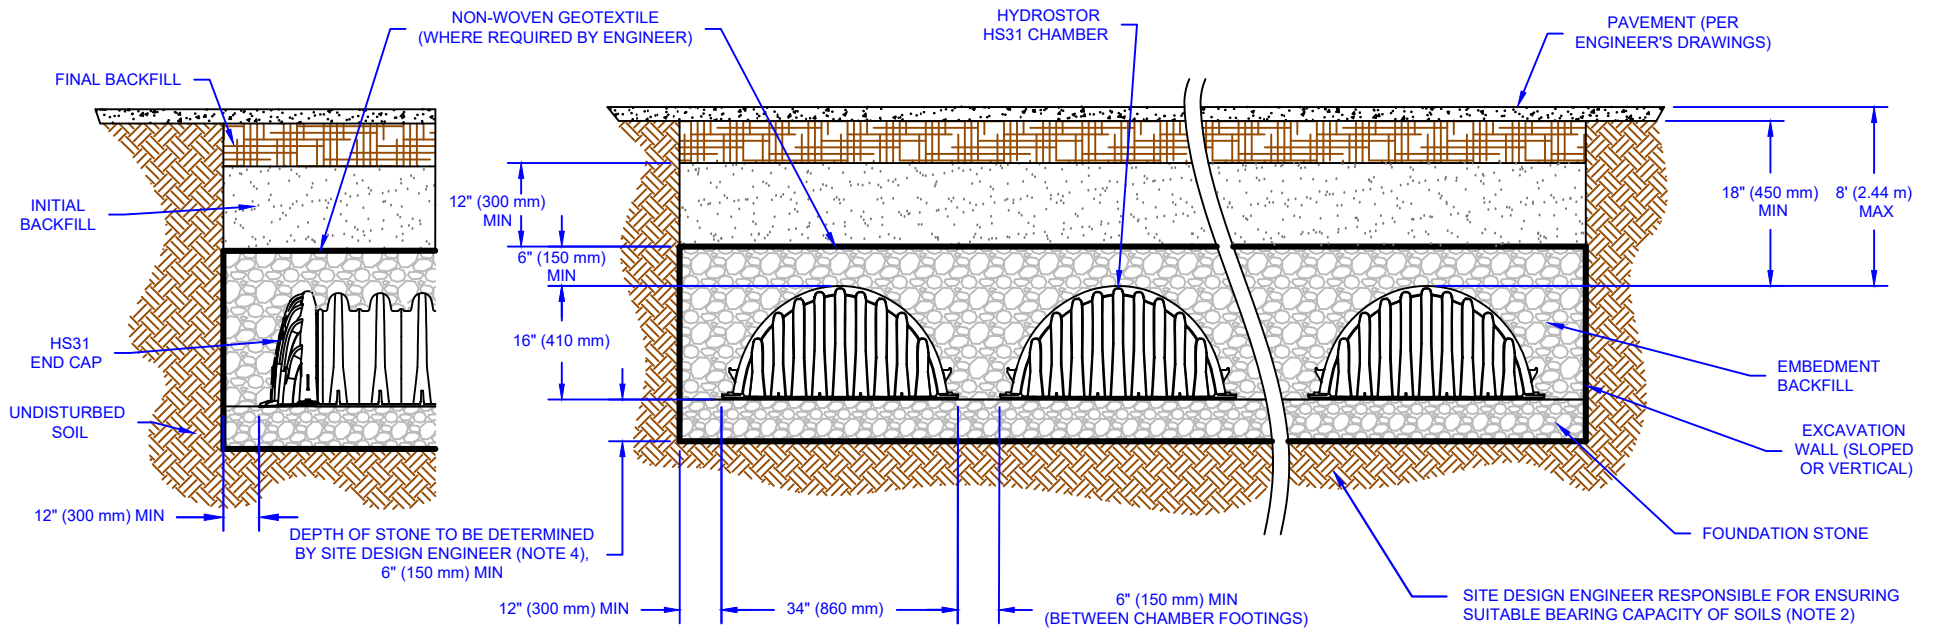 NON-WOVEN GEOTEXTILE
(WHERE REQUIRED BY ENGINEER)
HYDROSTOR
HS31 CHAMBER
PAVEMENT (PER
ENGINEER'S DRAWINGS)
FINAL BACKFILL
INITIAL
BACKFILL
HS31
END CAP
UNDISTURBED
SOIL
12" (300 mm) MIN
12" (300 mm)
MIN
6" (150 mm)
MIN
16" (410 mm)
18" (450 mm)
MIN
8' (2.44 m)
MAX
EMBEDMENT
BACKFILL
EXCAVATION
WALL (SLOPED
OR VERTICAL)
FOUNDATION STONE
DEPTH OF STONE TO BE DETERMINED
BY SITE DESIGN ENGINEER (NOTE 4),
6" (150 mm) MIN
12" (300 mm) MIN
34" (860 mm)
6" (150 mm) MIN
(BETWEEN CHAMBER FOOTINGS)
SITE DESIGN ENGINEER RESPONSIBLE FOR ENSURING
SUITABLE BEARING CAPACITY OF SOILS (NOTE 2)